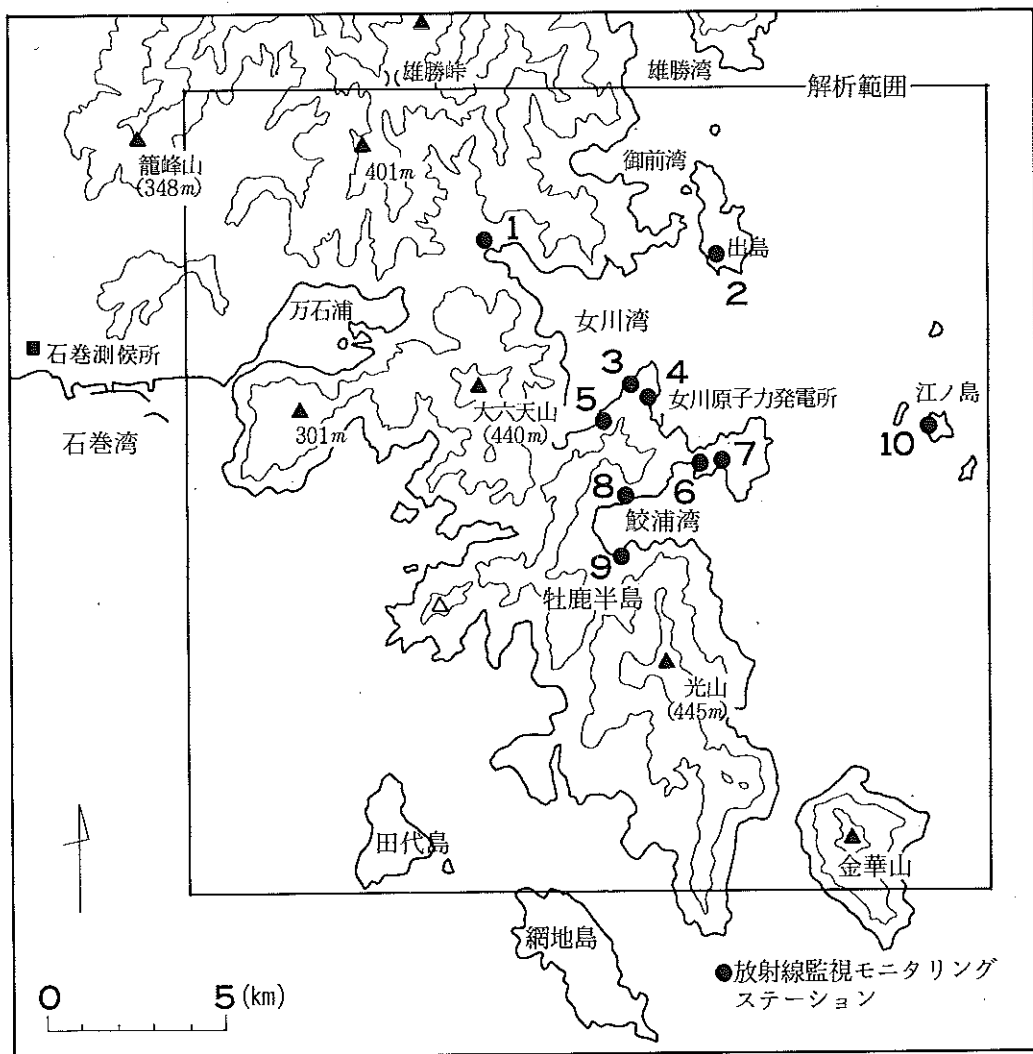 雄勝峠
雄勝湾
解析範囲
籠峰山
(348m)
401m
御前湾
1
出島
2
万石浦
女川湾
石巻測候所
3
4
大六天山
(440m)
5
女川原子力発電所
江ノ島
10
301m
石巻湾
7
6
8
鮫浦湾
9
牡鹿半島
光山
(445m)
田代島
金華山
網地島
●放射線監視モニタリング
ステーション
0 5(km)